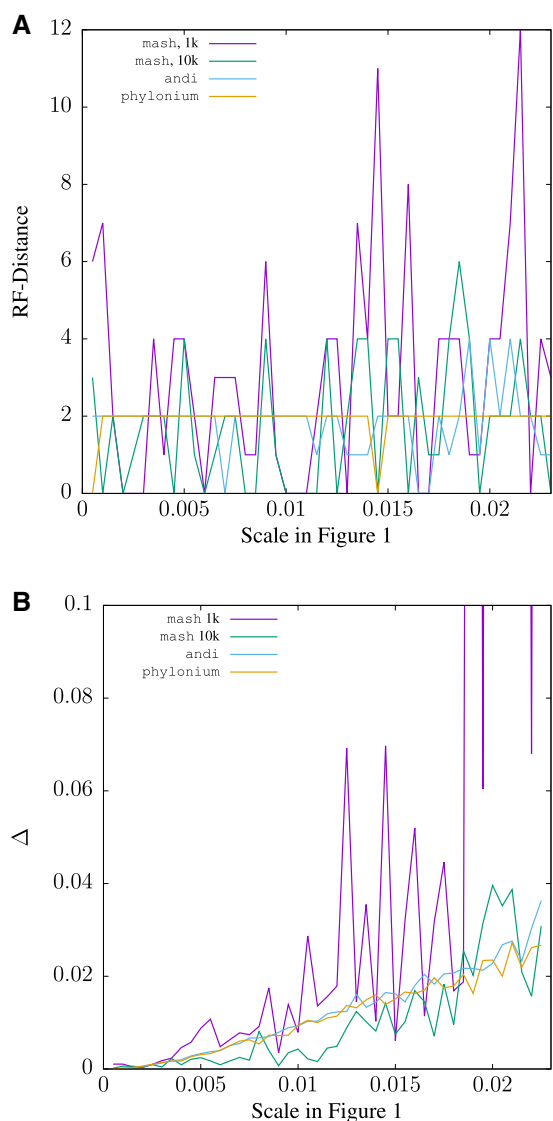 A
12
10
8
6
4
2
0
RF-Distance
mash, 1k
mash, 10k
andi
phylonium
0 0.005 0.01 0.015 0.02
Scale in Figure 1
B
0.1
0.08
0.06
0.04
0.02
0
Δ
mash 1k
mash 10k
andi
phylonium
0 0.005 0.01 0.015 0.02
Scale in Figure 1